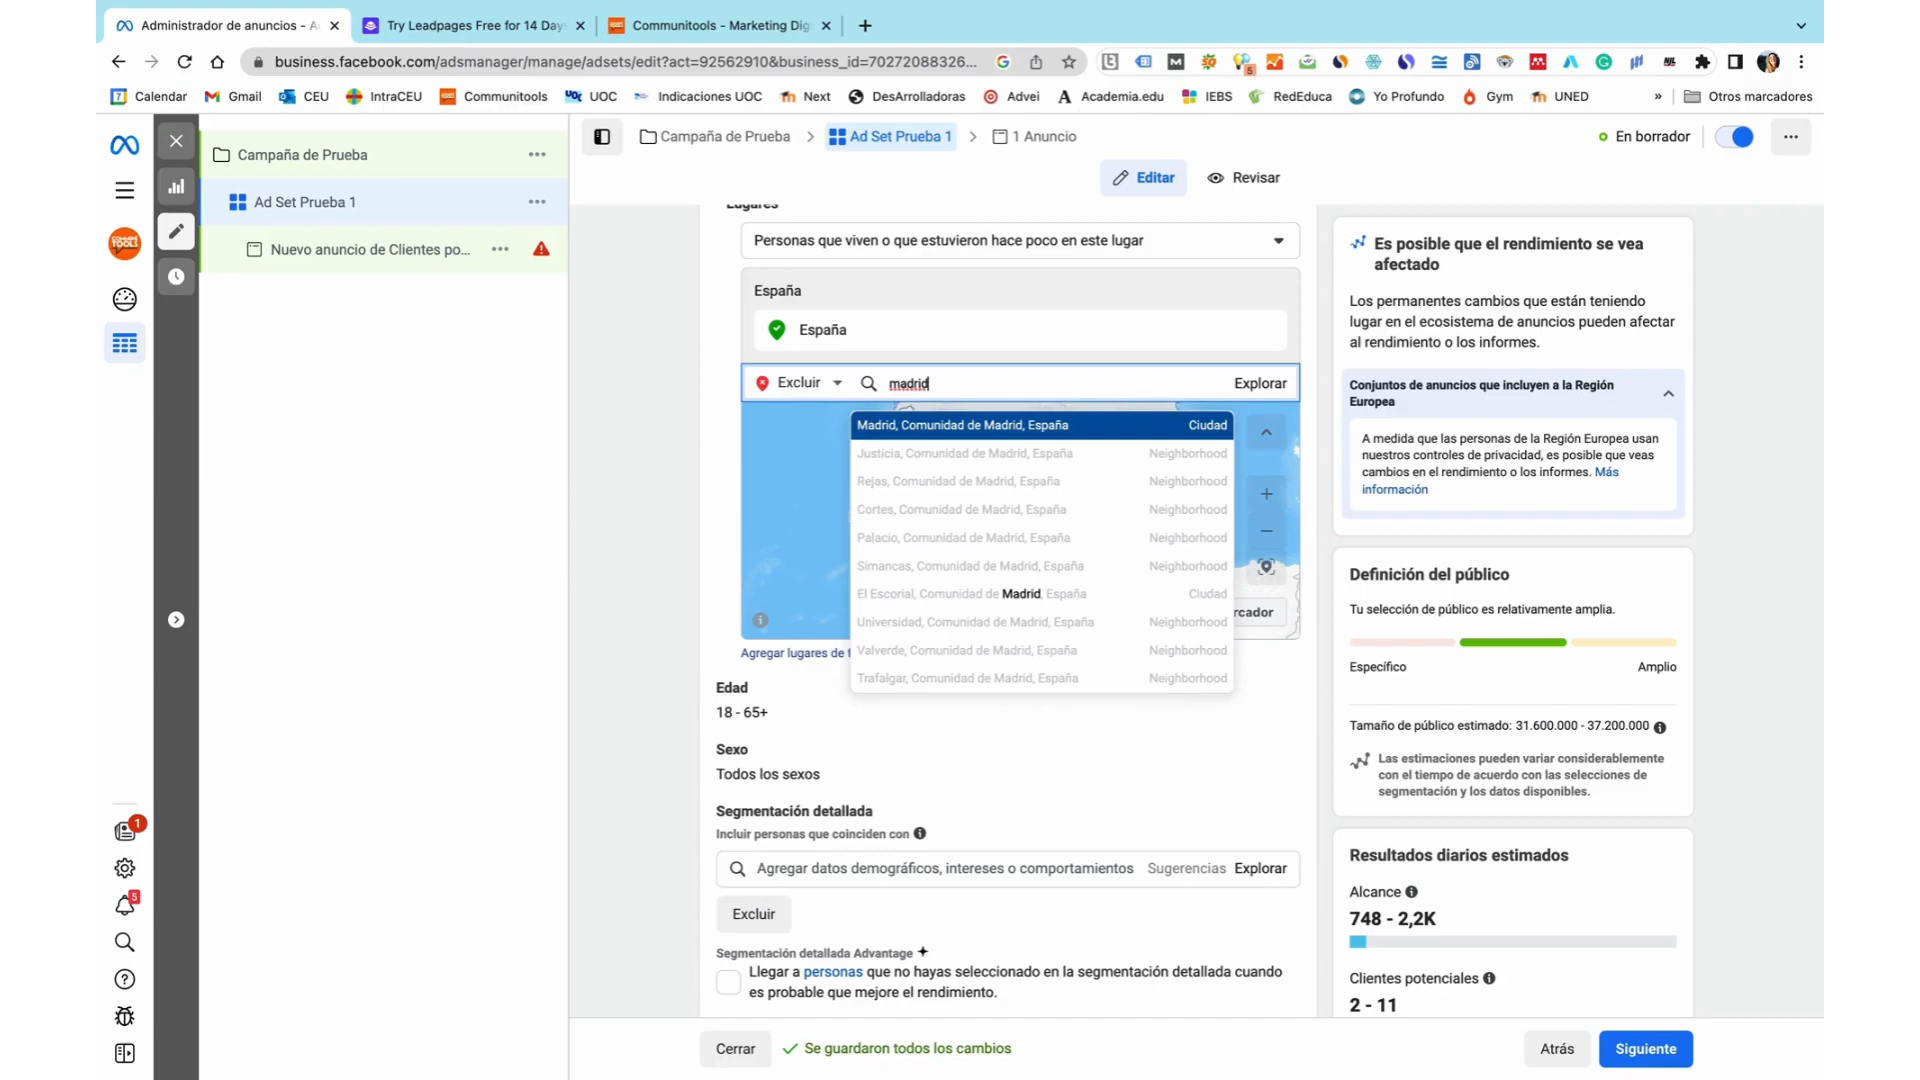 Administrador de anuncios - A
Try Leadpages Free for 14 Days
Communitools - Marketing Dig
business.facebook.com/adsmanager/manage/adsets/edit?act=92562910&business_id=70272088326...
5
Calendar
Gmail
CEU
IntraCEU
Communitools
UOC
Indicaciones UOC
Next
DesArrolladoras
Advei
Academia.edu
IEBS
RedEduca
Yo Profundo
Gym
UNED
»
Otros marcadores
Campaña de Prueba
Ad Set Prueba 1
Nuevo anuncio de Clientes po...
1
5
Campaña de Prueba
Ad Set Prueba 1
1 Anuncio
En borrador
Editar
Revisar
Lugares
Personas que viven o que estuvieron hace poco en este lugar
España
España
Excluir
madrid
Explorar
Madrid, Comunidad de Madrid, España Ciudad
Justicia, Comunidad de Madrid, España Neighborhood
Rejas, Comunidad de Madrid, España Neighborhood
Cortes, Comunidad de Madrid, España Neighborhood
Palacio, Comunidad de Madrid, España Neighborhood
Simancas, Comunidad de Madrid, España Neighborhood
El Escorial, Comunidad de Madrid, España Ciudad
Universidad, Comunidad de Madrid, España Neighborhood
Valverde, Comunidad de Madrid, España Neighborhood
Trafalgar, Comunidad de Madrid, España Neighborhood
rcador
Agregar lugares de f
Edad
18 - 65+
Sexo
Todos los sexos
Segmentación detallada
Incluir personas que coinciden con
Agregar datos demográficos, intereses o comportamientos Sugerencias Explorar
Excluir
Segmentación detallada Advantage +
Llegar a personas que no hayas seleccionado en la segmentación detallada cuando
es probable que mejore el rendimiento.
Cerrar
Se guardaron todos los cambios
Atrás
Siguiente
Es posible que el rendimiento se vea
afectado
Los permanentes cambios que están teniendo
lugar en el ecosistema de anuncios pueden afectar
al rendimiento o los informes.
Conjuntos de anuncios que incluyen a la Región
Europea
A medida que las personas de la Región Europea usan
nuestros controles de privacidad, es posible que veas
cambios en el rendimiento o los informes. Más
información
Definición del público
Tu selección de público es relativamente amplia.
Específico
Amplio
Tamaño de público estimado: 31.600.000 - 37.200.000
Las estimaciones pueden variar considerablemente
con el tiempo de acuerdo con las selecciones de
segmentación y los datos disponibles.
Resultados diarios estimados
Alcance
748 - 2,2K
Clientes potenciales
2 - 11